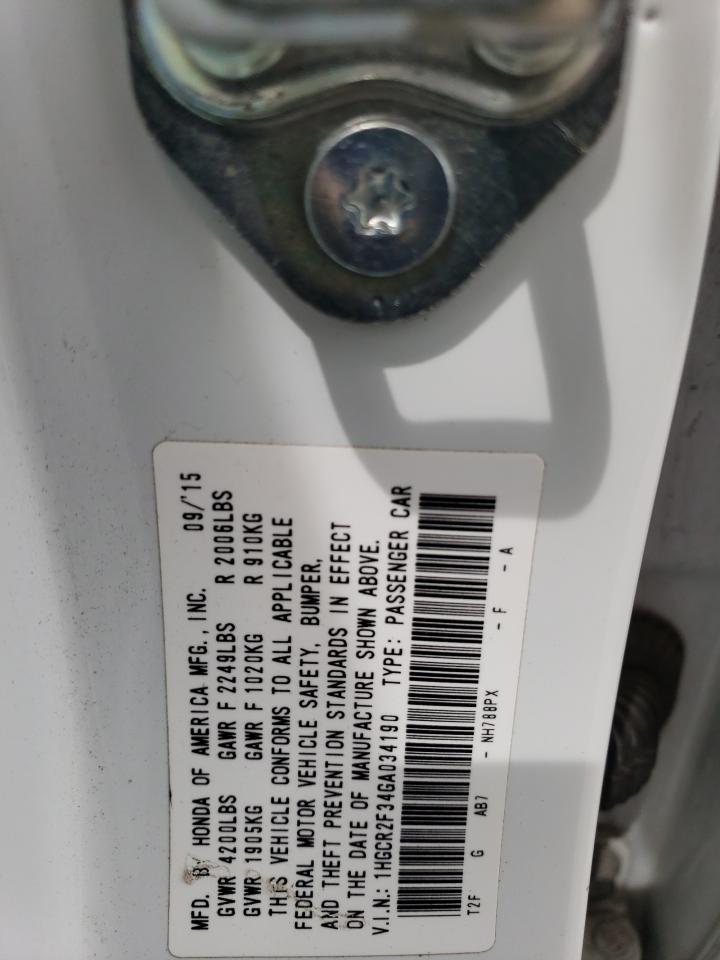 MFD. BY HONDA OF AMERICA MFG., INC. 09/'15
GVWR 4200LBS GAWR F 2249LBS R 2006LBS
GVWR 1905KG GAWR F 1020KG R 910KG
THIS VEHICLE CONFORMS TO ALL APPLICABLE
FEDERAL MOTOR VEHICLE SAFETY, BUMPER,
AND THEFT PREVENTION STANDARDS IN EFFECT
ON THE DATE OF MANUFACTURE SHOWN ABOVE.
V.I.N.: 1HGCR2F34GA034190 TYPE: PASSENGER CAR
T2F G AB7 - NH788PX - F - A